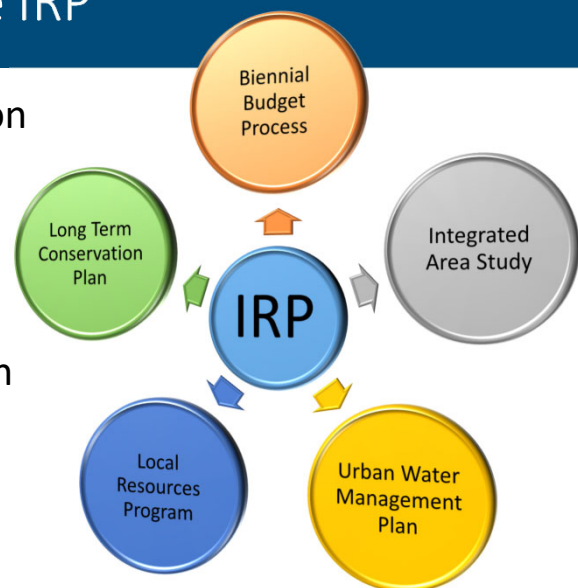 IRP
Biennial
Budget
Process
Long Term
Conservation
Plan
Integrated
Area Study
IRP
Local
Resources
Program
Urban Water
Management
Plan